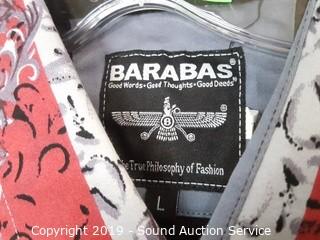 BARABAS®
Good Words • Good Thoughts • Good Deeds®
B
The True Philosophy of Fashion
L
Copyright 2019 - Sound Auction Service